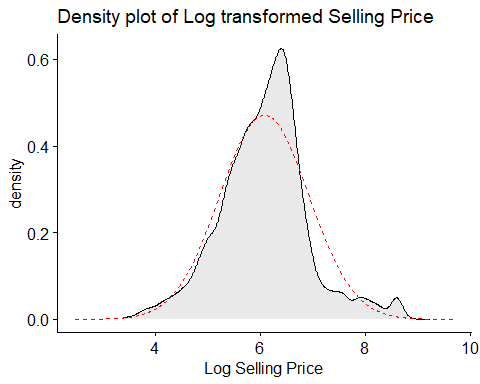 Density plot of Log transformed Selling Price
0.6
0.4
0.2
0.0
density
4 6 8 10
Log Selling Price